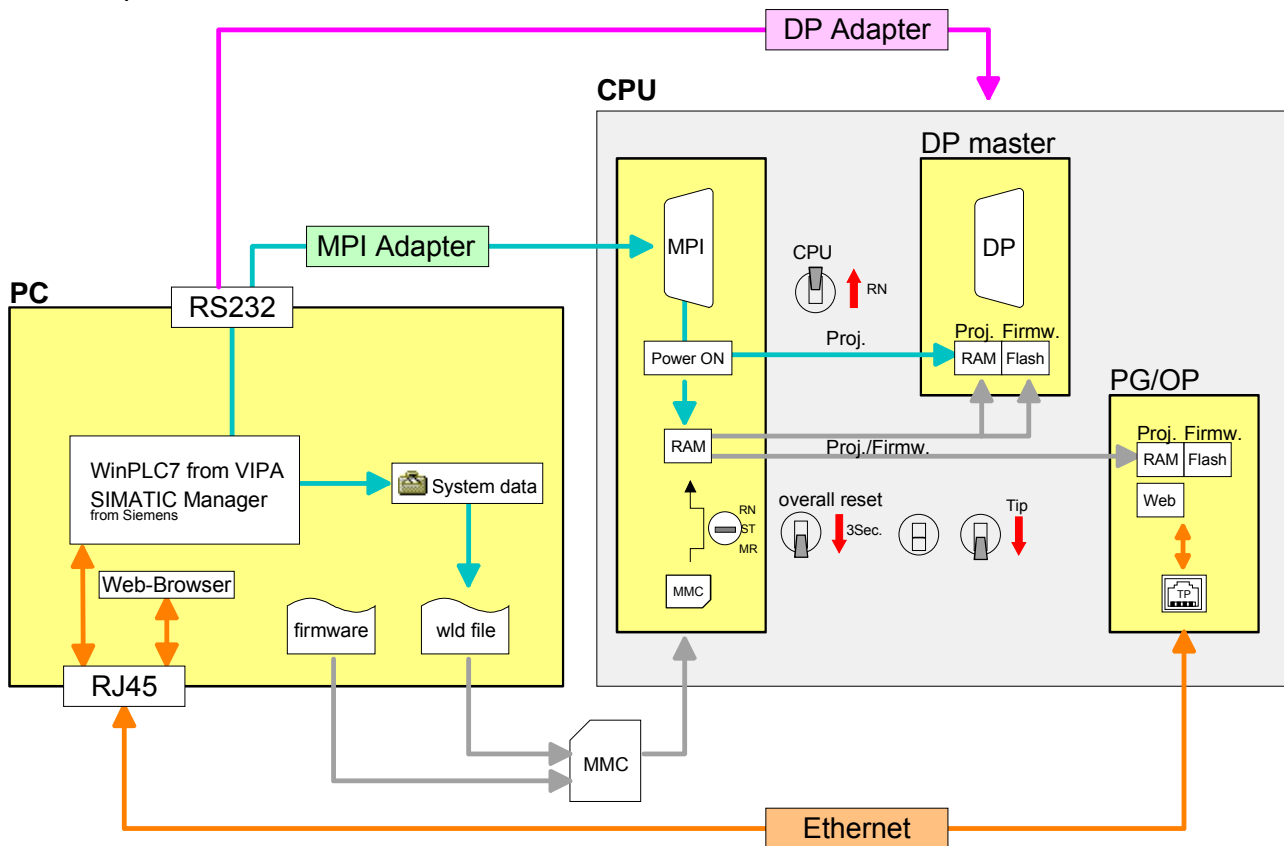 DP Adapter
CPU
DP master
MPI Adapter
MPI
CPU
RN
DP
PC
RS232
Proj.
Proj. Firmw.
Power ON
RAM Flash
PG/OP
RAM
Proj./Firmw.
Proj. Firmw.
RAM Flash
WinPLC7 from VIPA
SIMATIC Manager
from Siemens
System data
Web
RN
ST
MR
overall reset
3Sec.
Tip
Web-Browser
MMC
TP
firmware
wld file
RJ45
MMC
Ethernet